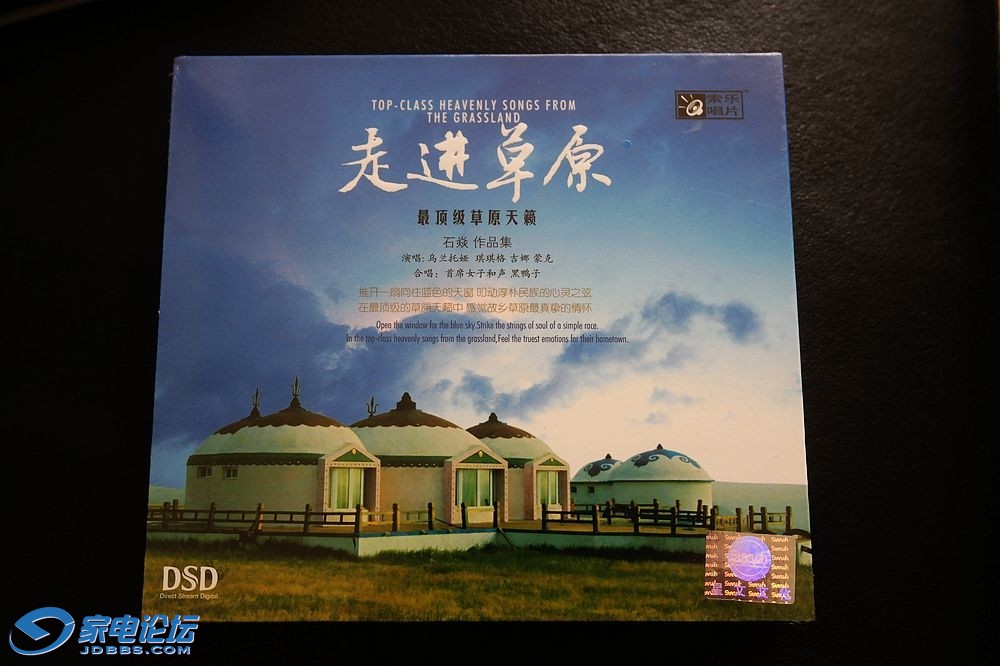 TOP-CLASS HEAVENLY SONGS FROM
THE GRASSLAND
索乐
唱片
走进草原
最顶级草原天籁
石焱 作品集
演唱: 乌兰托娅 琪琪格 吉娜 蒙克
合唱: 首席女子和声 黑鸭子
推开一扇向往蓝色的天窗 叩动淳朴民族的心灵之弦
在最顶级的草原天籁中 感觉故乡草原最真挚的情怀
Open the window for the blue sky,Strike the strings of soul of a simple race.
In the top-class heavenly songs from the grassland,Feel the truest emotions for their hometown.
DSD
Direct Stream Digital
家电论坛
JDBBS.COM